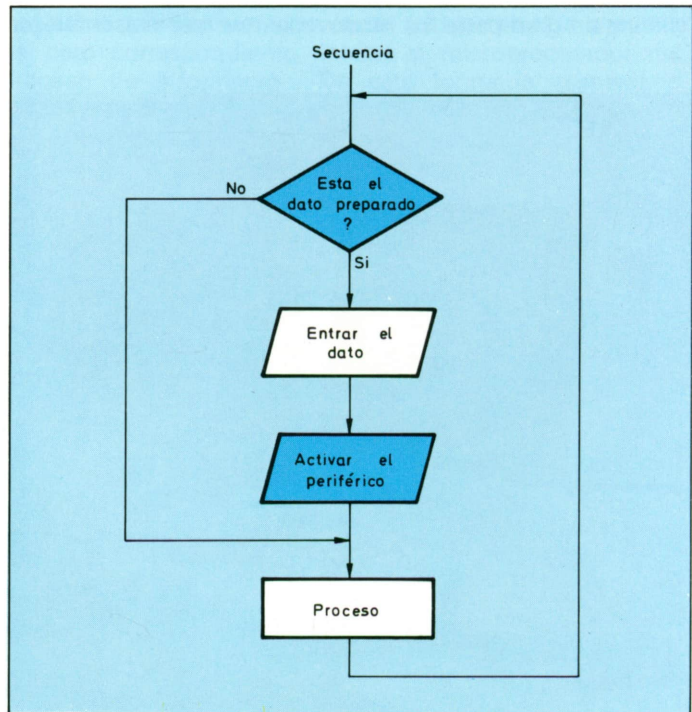 Secuencia
Esta el
dato preparado
?
No
Si
Entrar el
dato
Activar el
periférico
Proceso